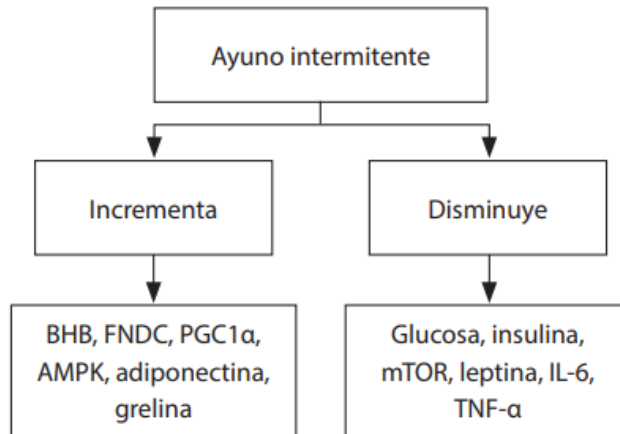 Ayuno intermitente
Incrementa
Disminuye
BHB, FNDC, PGC1α,
AMPK, adiponectina,
grelina
Glucosa, insulina,
mTOR, leptina, IL-6,
TNF-α